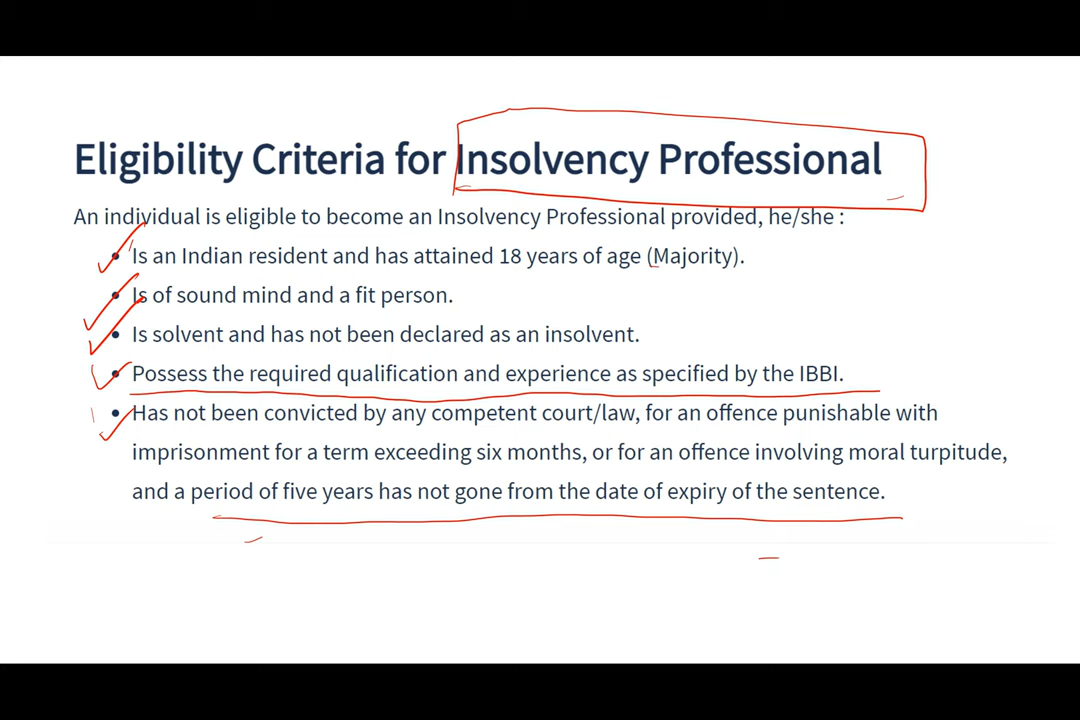 Eligibility Criteria for Insolvency Professional
An individual is eligible to become an Insolvency Professional provided, he/she :
• Is an Indian resident and has attained 18 years of age (Majority).
• Is of sound mind and a fit person.
• Is solvent and has not been declared as an insolvent.
• Possess the required qualification and experience as specified by the IBBI.
• Has not been convicted by any competent court/law, for an offence punishable with
imprisonment for a term exceeding six months, or for an offence involving moral turpitude,
and a period of five years has not gone from the date of expiry of the sentence.